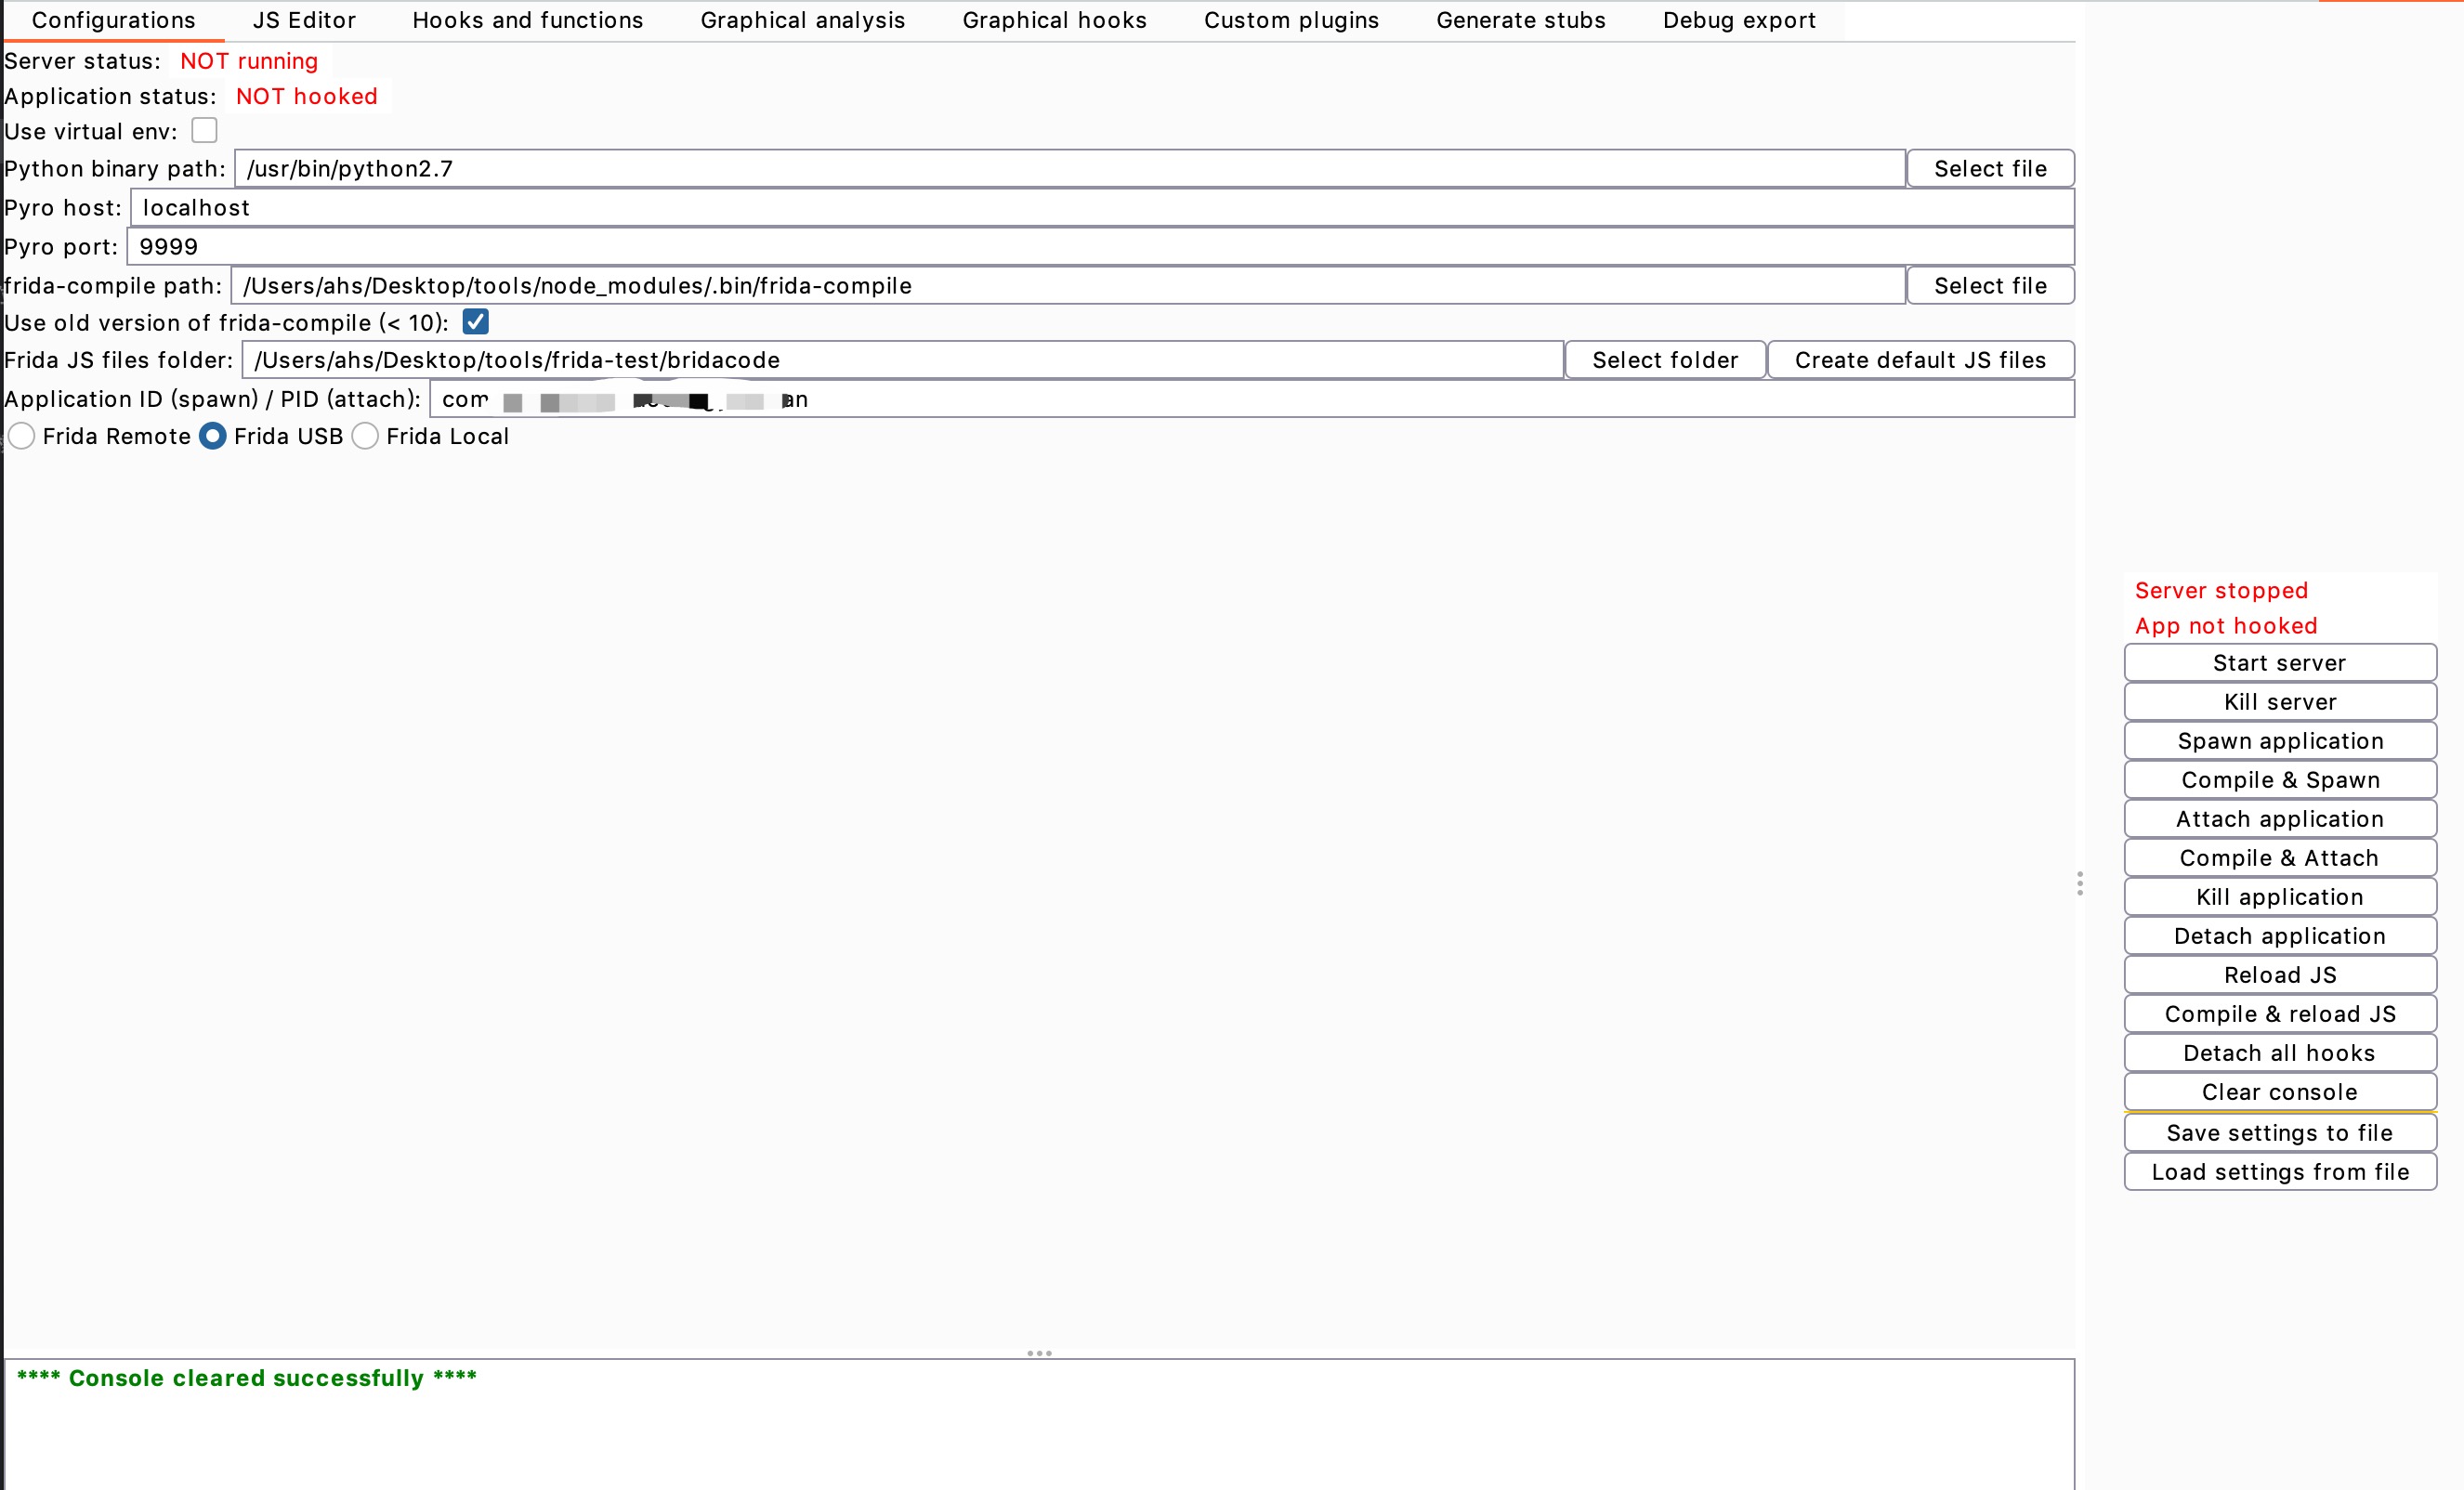 Configurations JS Editor Hooks and functions Graphical analysis Graphical hooks Custom plugins Generate stubs Debug export
Server status: NOT running
Application status: NOT hooked
Use virtual env:
Python binary path: /usr/bin/python2.7 Select file
Pyro host: localhost
Pyro port: 9999
frida-compile path: /Users/ahs/Desktop/tools/node_modules/.bin/frida-compile Select file
Use old version of frida-compile (< 10):
Frida JS files folder: /Users/ahs/Desktop/tools/frida-test/bridacode Select folder Create default JS files
Application ID (spawn) / PID (attach): com
Frida Remote Frida USB Frida Local
Server stopped
App not hooked
Start server
Kill server
Spawn application
Compile & Spawn
Attach application
Compile & Attach
Kill application
Detach application
Reload JS
Compile & reload JS
Detach all hooks
Clear console
Save settings to file
Load settings from file
**** Console cleared successfully ****